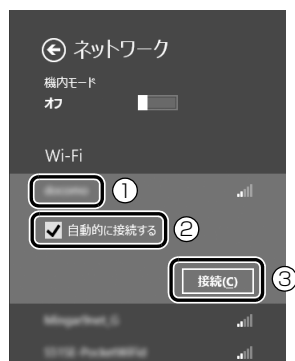 ネットワーク
機内モード
オフ
Wi-Fi
①
自動的に接続する ②
接続(C) ③